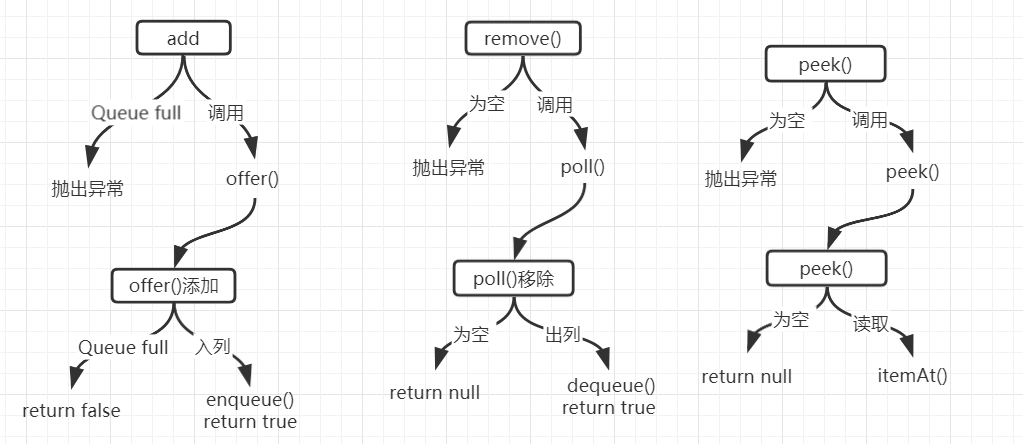 add
Queue full
调用
抛出异常
offer()
offer()添加
Queue full
入列
return false
enqueue()
return true
remove()
为空
调用
抛出异常
poll()
poll()移除
为空
出列
return null
dequeue()
return true
peek()
为空
调用
抛出异常
peek()
peek()
为空
读取
return null
itemAt()